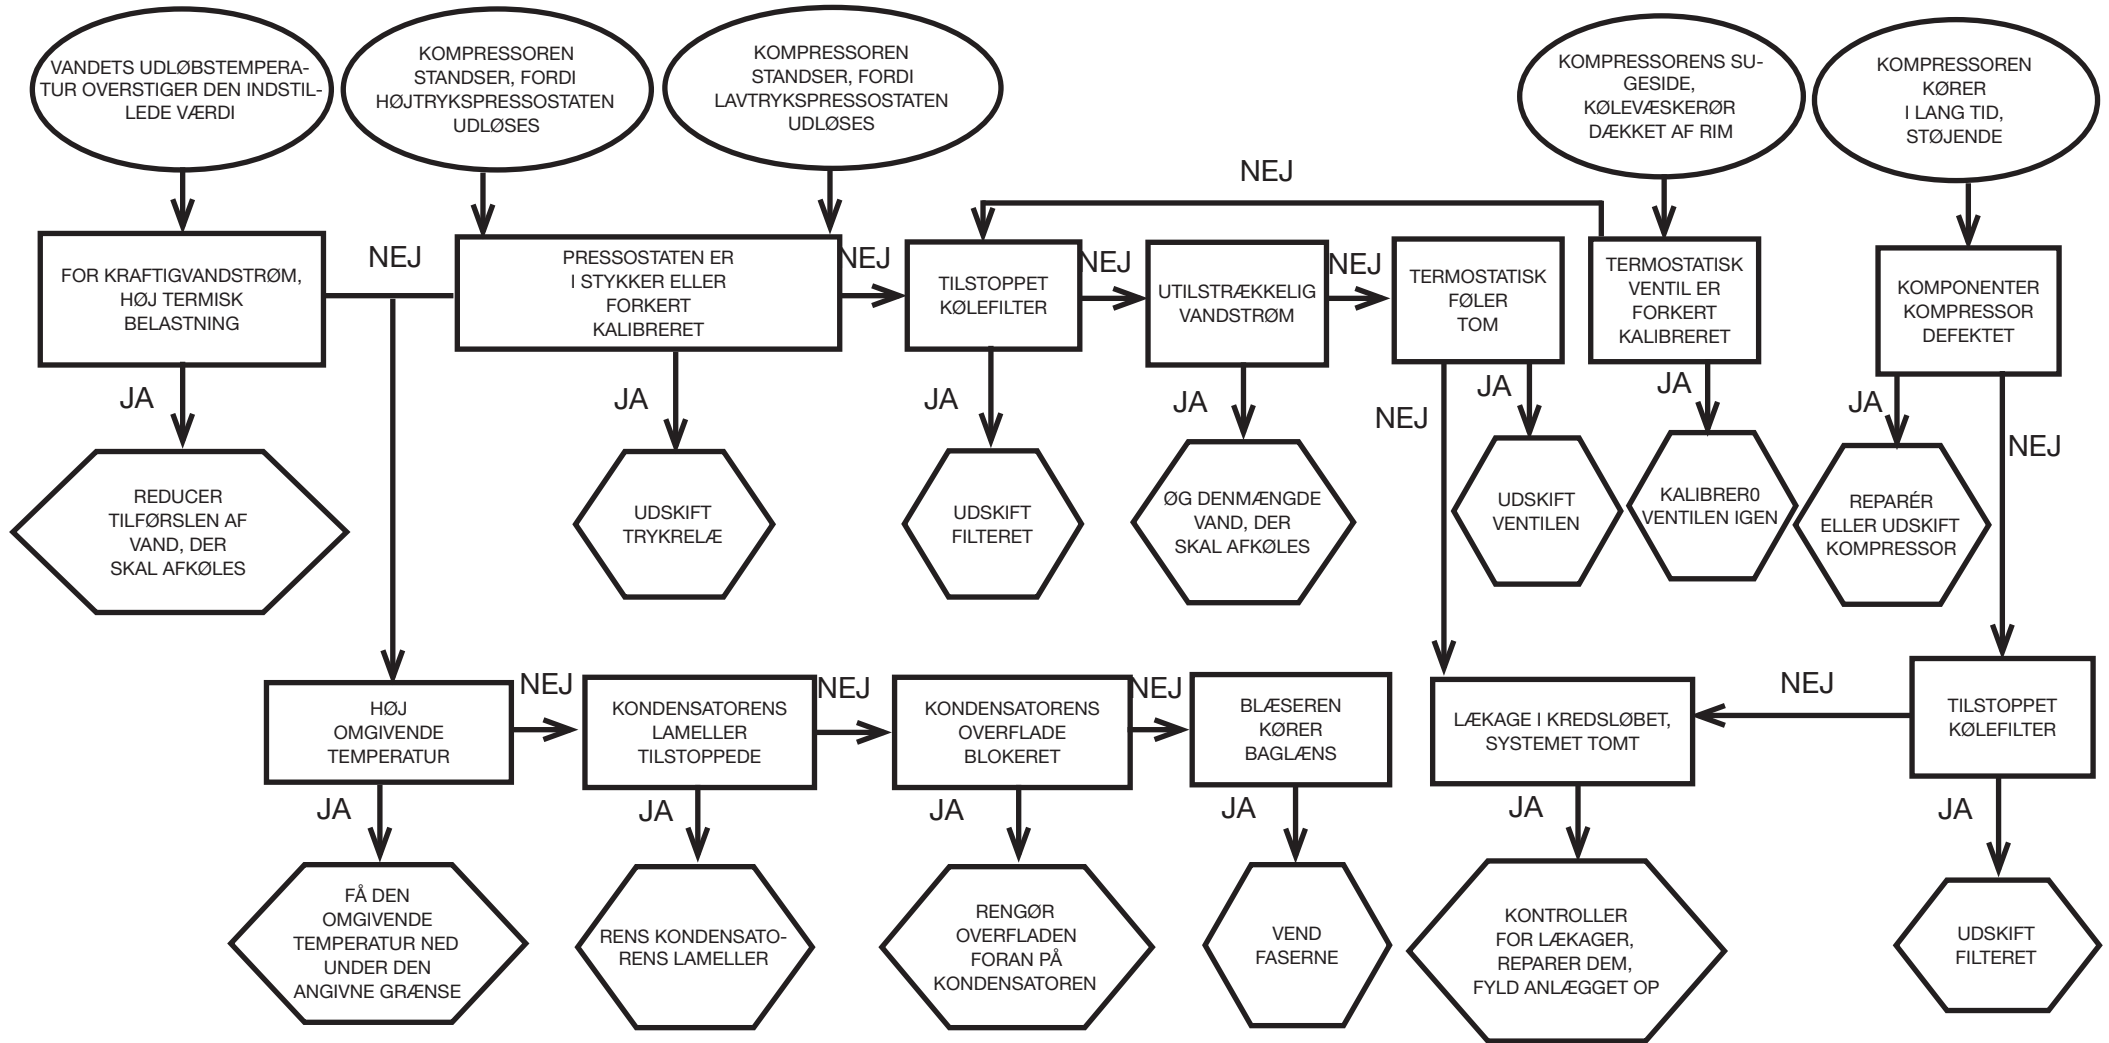 VANDETS UDLØBSTEMPERA-
TUR OVERSTIGER DEN INDSTIL-
LEDE VÆRDI
KOMPRESSOREN
STANDSER, FORDI
HØJTRYKSPRESSOSTATEN
UDLØSES
KOMPRESSOREN
STANDSER, FORDI
LAVTRYKSPRESSOSTATEN
UDLØSES
KOMPRESSORENS SU-
GESIDE,
KØLEVÆSKERØR
DÆKKET AF RIM
KOMPRESSOREN
KØRER
I LANG TID,
STØJENDE
NEJ
FOR KRAFTIGVANDSTRØM,
HØJ TERMISK
BELASTNING
NEJ
PRESSOSTATEN ER
I STYKKER ELLER
FORKERT
KALIBRERET
NEJ
TILSTOPPET
KØLEFILTER
NEJ
UTILSTRÆKKELIG
VANDSTRØM
NEJ
TERMOSTATISK
FØLER
TOM
TERMOSTATISK
VENTIL ER
FORKERT
KALIBRERET
KOMPONENTER
KOMPRESSOR
DEFEKTET
JA
JA
JA
JA
NEJ
JA
JA
JA
NEJ
REDUCER
TILFØRSLEN AF
VAND, DER
SKAL AFKØLES
UDSKIFT
TRYKRELÆ
UDSKIFT
FILTERET
ØG DENMÆNGDE
VAND, DER
SKAL AFKØLES
UDSKIFT
VENTILEN
KALIBRER0
VENTILEN IGEN
REPARÉR
ELLER UDSKIFT
KOMPRESSOR
HØJ
OMGIVENDE
TEMPERATUR
NEJ
KONDENSATORENS
LAMELLER
TILSTOPPEDE
NEJ
KONDENSATORENS
OVERFLADE
BLOKERET
NEJ
BLÆSEREN
KØRER
BAGLÆNS
LÆKAGE I KREDSLØBET,
SYSTEMET TOMT
NEJ
TILSTOPPET
KØLEFILTER
JA
JA
JA
JA
JA
JA
FÅ DEN
OMGIVENDE
TEMPERATUR NED
UNDER DEN
ANGIVNE GRÆNSE
RENS KONDENSATO-
RENS LAMELLER
RENGØR
OVERFLADEN
FORAN PÅ
KONDENSATOREN
VEND
FASERNE
KONTROLLER
FOR LÆKAGER,
REPARER DEM,
FYLD ANLÆGGET OP
UDSKIFT
FILTERET